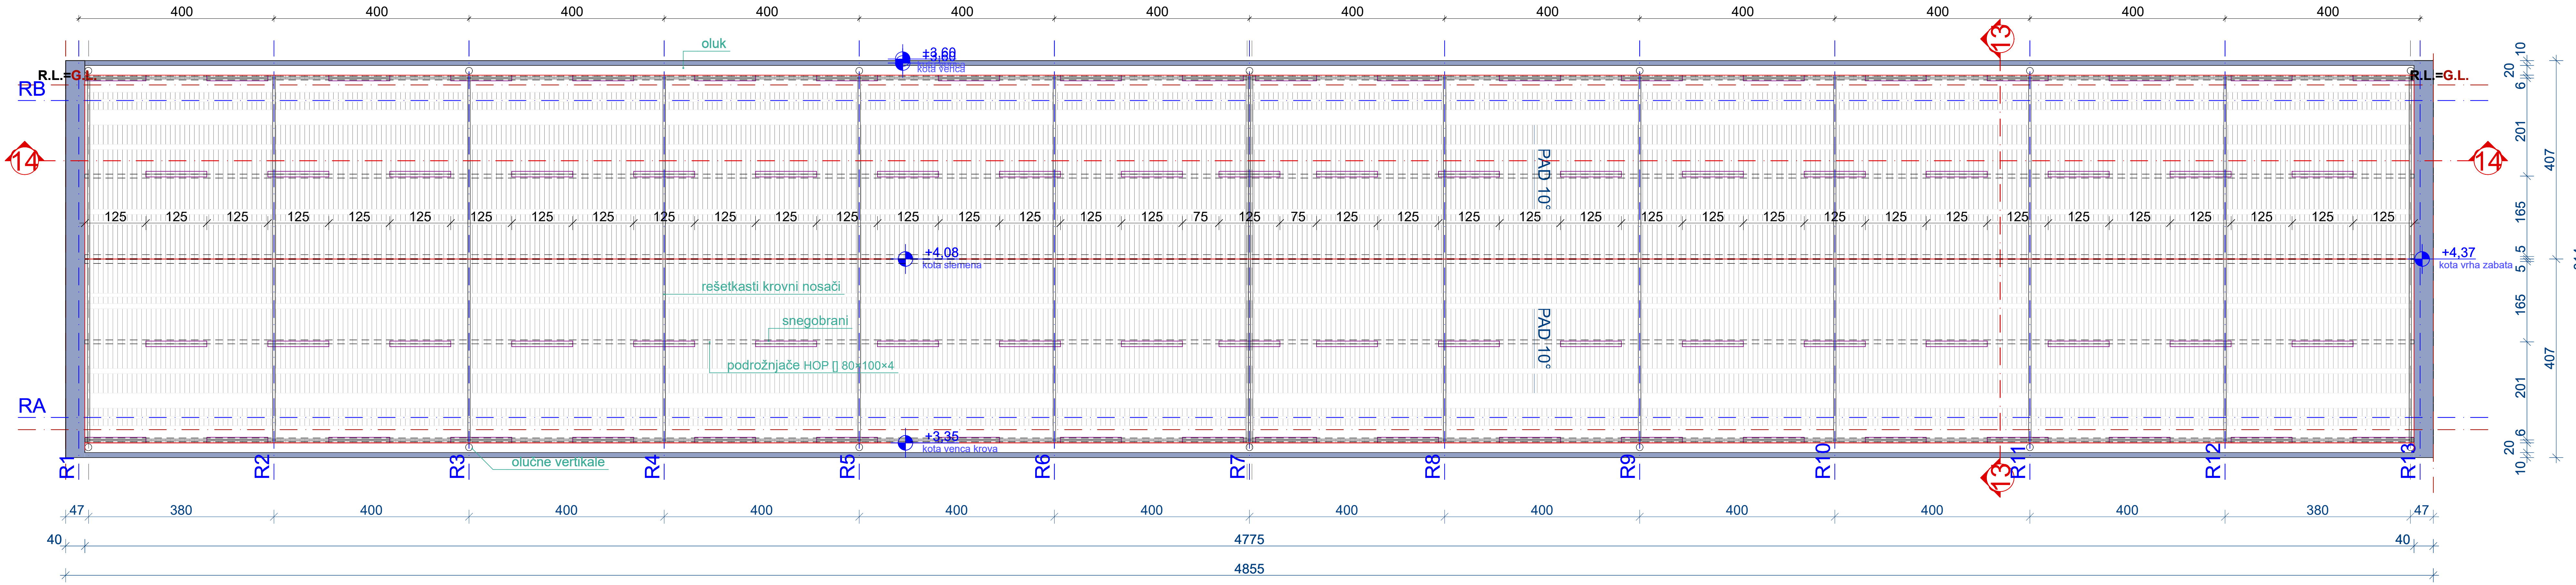 400 400 400 400 400 400 400 400 400 400 400 400
oluk
+3,60
kota venca
13
R.L.=G.L.
R.L.=G.L.
RB
10
20
6
201
407
165
5
5
165
407
201
6
20
10
14
14
PAD 10°
125 125 125 125 125 125 125 125 125 125 125 125 125 125 125 125 125 125 75 125 75 125 125 125 125 125 125 125 125 125 125 125 125 125 125 125 125 125 125
+4,08
kota slemena
+4,37
kota vrha zabata
rešetkasti krovni nosači
snegobrani
PAD 10°
podrožnjače HOP [] 80×100×4
RA
+3,35
kota venca krova
olučne vertikale
R1 R2 R3 R4 R5 R6 R7 R8 R9 R10 R11 R12 R13
13
47 380 400 400 400 400 400 400 400 400 400 400 380 47
40 4775 40
4855